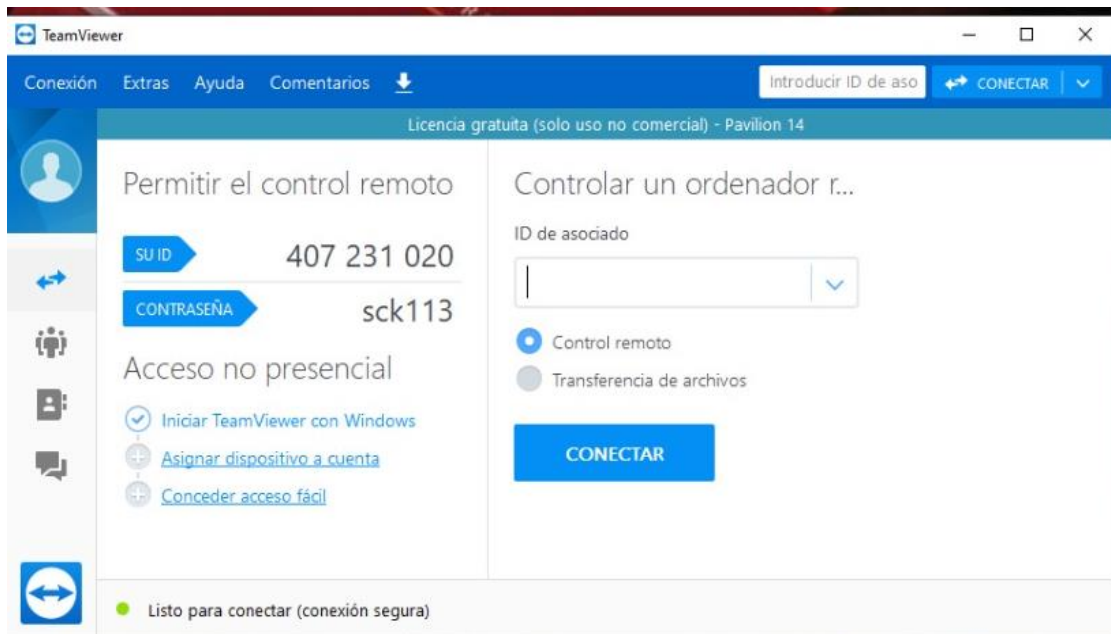 TeamViewer
Conexión Extras Ayuda Comentarios
Introducir ID de aso
CONECTAR
Licencia gratuita (solo uso no comercial) - Pavilion 14
Permitir el control remoto
SU ID 407 231 020
CONTRASEÑA sck113
Acceso no presencial
Iniciar TeamViewer con Windows
Asignar dispositivo a cuenta
Conceder acceso fácil
Controlar un ordenador r...
ID de asociado
Control remoto
Transferencia de archivos
CONECTAR
Listo para conectar (conexión segura)